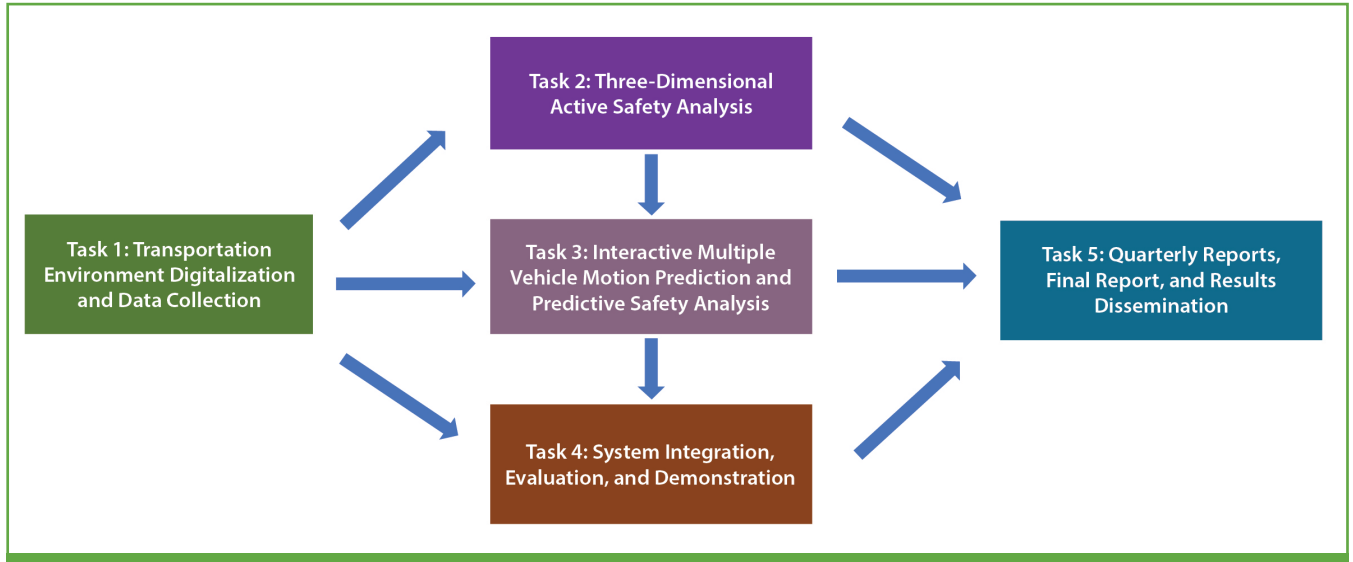 Task 2: Three-Dimensional
Active Safety Analysis
Task 1: Transportation
Environment Digitalization
and Data Collection
Task 3: Interactive Multiple
Vehicle Motion Prediction and
Predictive Safety Analysis
Task 5: Quarterly Reports,
Final Report, and Results
Dissemination
Task 4: System Integration,
Evaluation, and Demonstration